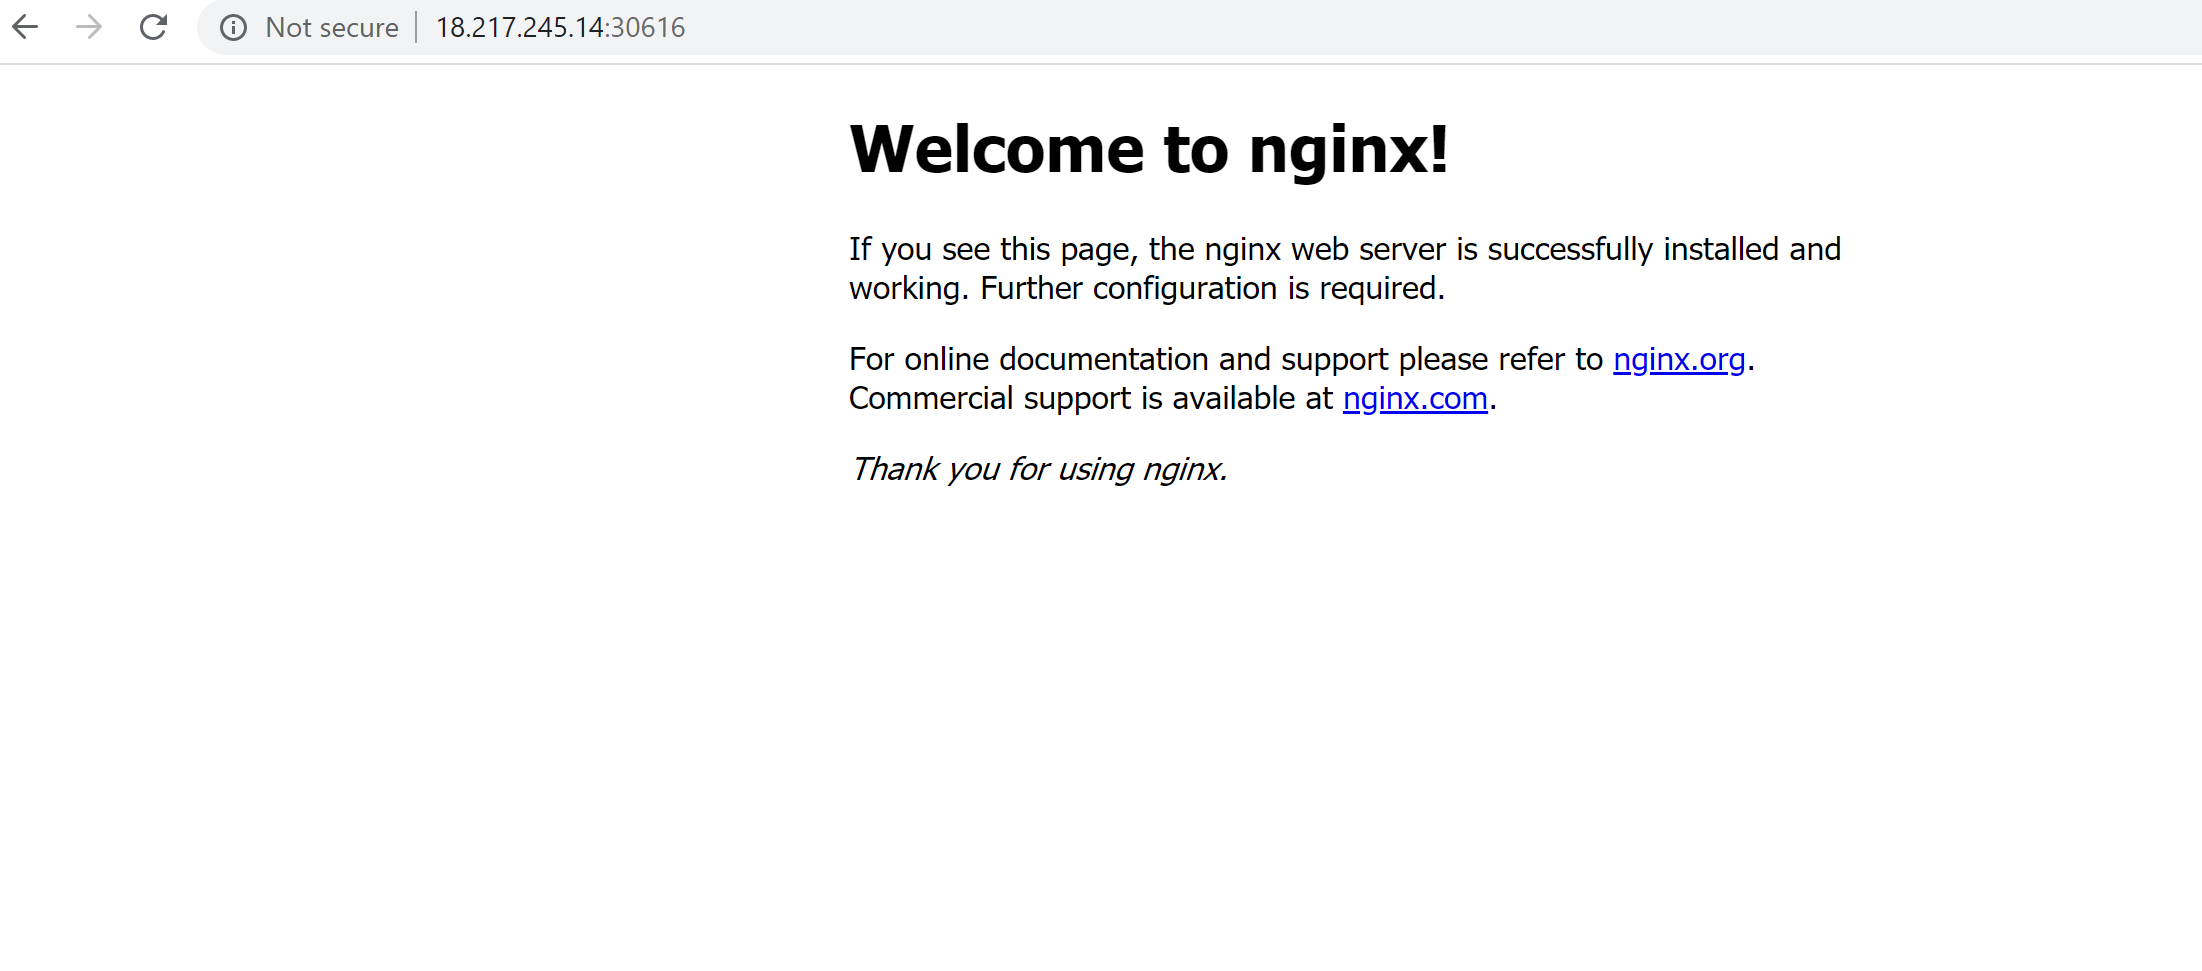 Not secure | 18.217.245.14:30616
Welcome to nginx!
If you see this page, the nginx web server is successfully installed and
working. Further configuration is required.
For online documentation and support please refer to nginx.org.
Commercial support is available at nginx.com.
Thank you for using nginx.